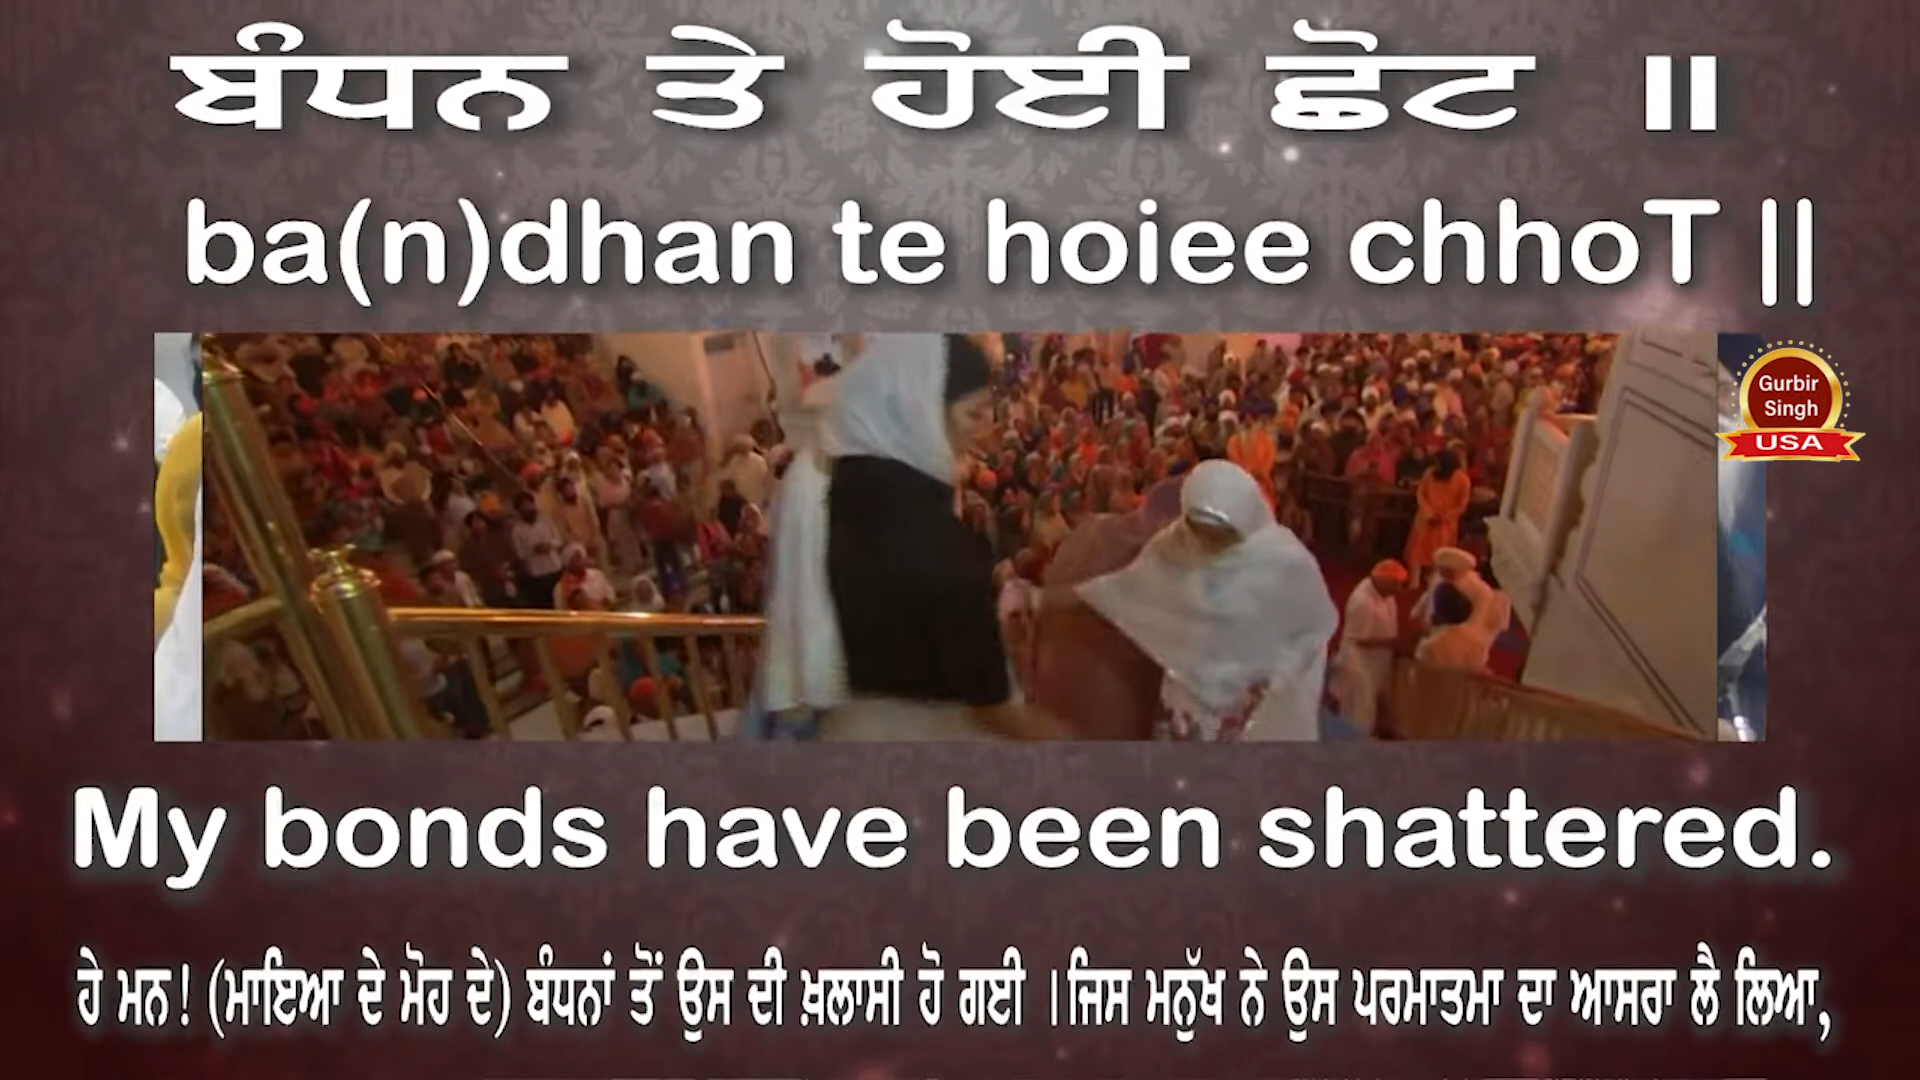 ਬੰਧਨ ਤੇ ਹੋਈ ਛੋਟ ॥
ba(n)dhan te hoiee chhoT ||
Gurbir
Singh
USA
My bonds have been shattered.
ਹੇ ਮਨ! (ਮਾਇਆ ਦੇ ਮੋਹ ਦੇ) ਬੰਧਨਾਂ ਤੋਂ ਉਸ ਦੀ ਖ਼ਲਾਸੀ ਹੋ ਗਈ ।ਜਿਸ ਮਨੁੱਖ ਨੇ ਉਸ ਪਰਮਾਤਮਾ ਦਾ ਆਸਰਾ ਲੈ ਲਿਆ,